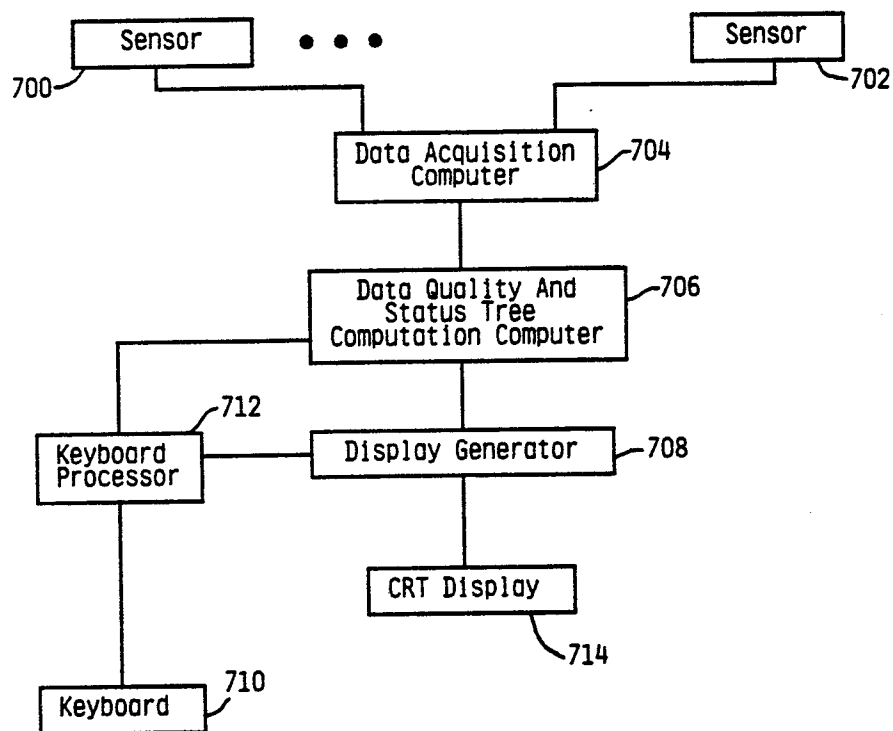 Sensor
Sensor
700
702
Data Acquisition
Computer
704
Data Quality And
Status Tree
Computation Computer
706
712
Keyboard
Processor
Display Generator
708
CRT Display
714
710
Keyboard